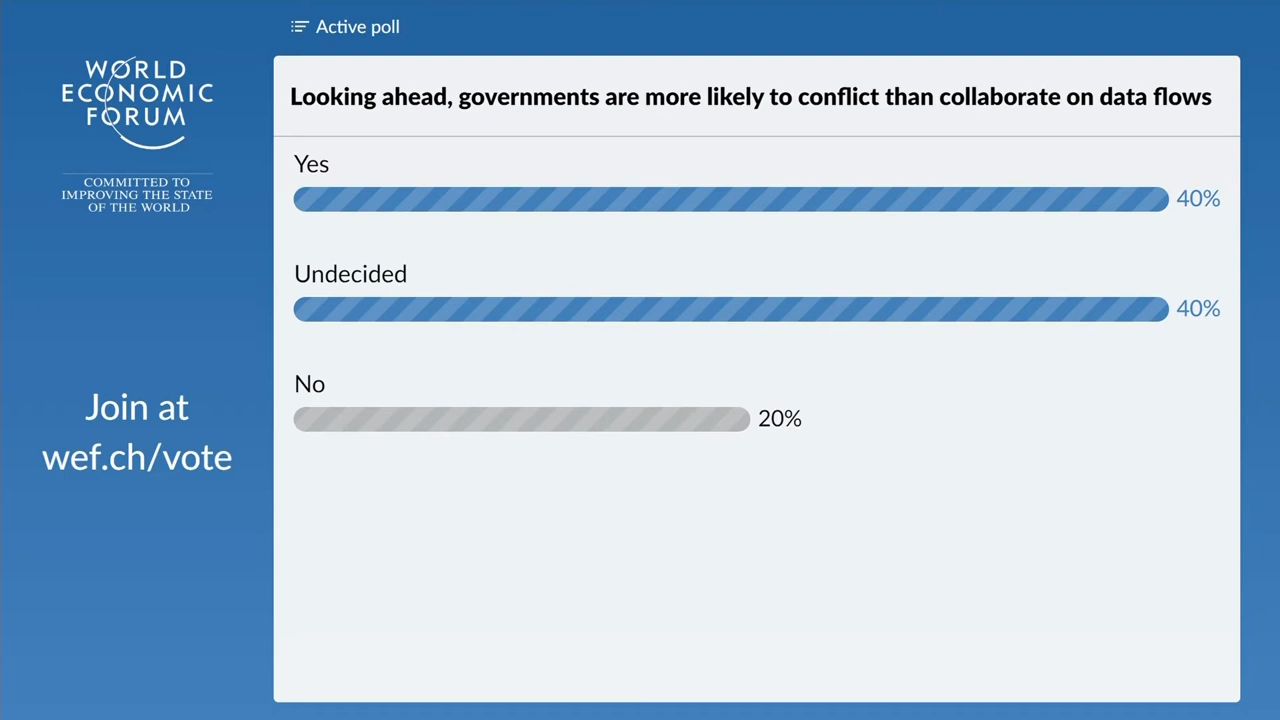 Active poll
WORLD
ECONOMIC
FORUM
COMMITTED TO
IMPROVING THE STATE
OF THE WORLD
Join at
wef.ch/vote
Looking ahead, governments are more likely to conflict than collaborate on data flows
Yes
40%
Undecided
40%
No
20%